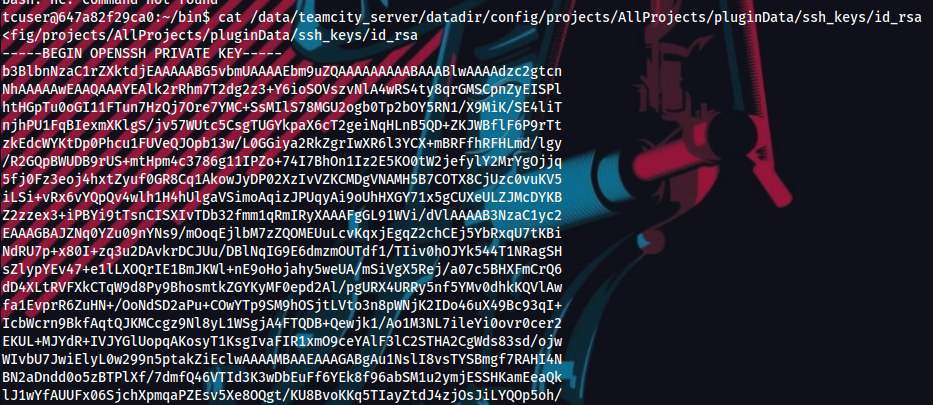 bash: nc: command not found
tcuser@647a82f29ca0:~/bin$ cat /data/teamcity_server/datadir/config/projects/AllProjects/pluginData/ssh_keys/id_rsa
<fig/projects/AllProjects/pluginData/ssh_keys/id_rsa
-----BEGIN OPENSSH PRIVATE KEY-----
b3BlbnNzaC1rZXktdjEAAAAABG5vbmUAAAAEbm9uZQAAAAAAAAABAAABlwAAAAdzc2gtcn
NhAAAAAwEAAQAAAYEAlk2rRhm7T2dg2z3+Y6ioSOVszvNlA4wRS4ty8qrGMSCpnZyEISPl
htHGpTu0oGI11FTun7HzQj7Ore7YMC+SsMIlS78MGU2ogb0Tp2bOY5RN1/X9MiK/SE4liT
njhPU1FqBIexmXKlgS/jv57WUtc5CsgTUGYkpaX6cT2geiNqHLnB5QD+ZKJWBflF6P9rTt
zkEdcWYKtDp0Phcu1FUVeQJOpb13w/L0GGiya2RkZgrIwXR6l3YCX+mBRFfhRFHLmd/lgy
/R2GQpBWUDB9rUS+mtHpm4c3786g11IPZo+74I7BhOn1Iz2E5KO0tW2jefylY2MrYgOjjq
5fj0Fz3eoj4hxtZyuf0GR8Cq1AkowJyDP02XzIvVZKCMDgVNAMH5B7COTX8CjUzc0vuKV5
iLSi+vRx6vYQpQv4wlh1H4hUlgaVSimoAqizJPUqyAi9oUhHXGY71x5gCUXeULZJMcDYKB
Z2zzex3+iPBYi9tTsnCISXIvTDb32fmm1qRmIRyXAAAFgGL91WVi/dVlAAAAB3NzaC1yc2
EAAAGBAJZNq0YZu09nYNs9/mOoqEjlbM7zZQOMEUuLcvKqxjEgqZ2chCEj5YbRxqU7tKBi
NdRU7p+x80I+zq3u2DAvkrDCJUu/DBlNqIG9E6dmzmOUTdf1/TIiv0hOJYk544T1NRagSH
sZlypYEv47+e1lLXOQrIE1BmJKWl+nE9oHojahy5weUA/mSiVgX5Rej/a07c5BHXFmCrQ6
dD4XLtRVFXkCTqW9d8Py9BhosmtkZGYKyMF0epd2Al/pgURX4URRy5nf5YMv0dhkKQVlAw
fa1EvprR6ZuHN+/OoNdSD2aPu+COwYTp9SM9hOSjtLVto3n8pWNjK2IDo46uX49Bc93qI+
IcbWcrn9BkfAqtQJKMCcgz9Nl8yL1WSgjA4FTQDB+Qewjk1/Ao1M3NL7ileYi0ovr0cer2
EKUL+MJYdR+IVJYGlUopqAKosyT1KsgIvaFIR1xmO9ceYAlF3lC2STHA2CgWds83sd/ojw
WIvbU7JwiElyL0w299n5ptakZiEclwAAAAMBAAEAAAGABgAu1NslI8vsTYSBmgf7RAHI4N
BN2aDndd0o5zBTPlXf/7dmfQ46VTId3K3wDbEuFf6YEk8f96abSM1u2ymjESSHKamEeaQk
lJ1wYfAUUFx06SjchXpmqaPZEsv5Xe8OQgt/KU8BvoKKq5TIayZtdJ4zjOsJiLYQOp5oh/